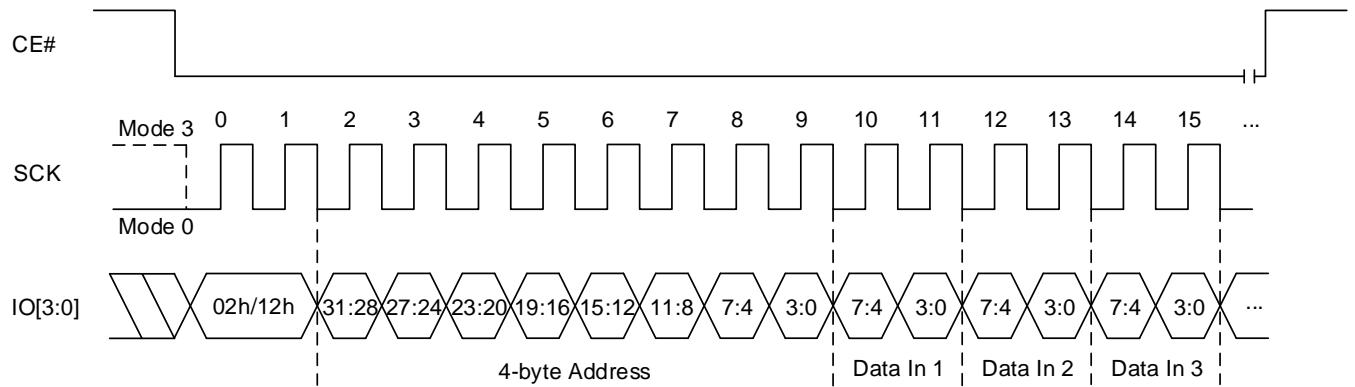 CE#
Mode 3 0 1 2 3 4 5 6 7 8 9 10 11 12 13 14 15 ...
SCK
Mode 0
IO[3:0] 02h/12h 31:28 27:24 23:20 19:16 15:12 11:8 7:4 3:0 7:4 3:0 7:4 3:0 7:4 3:0 ...
4-byte Address Data In 1 Data In 2 Data In 3